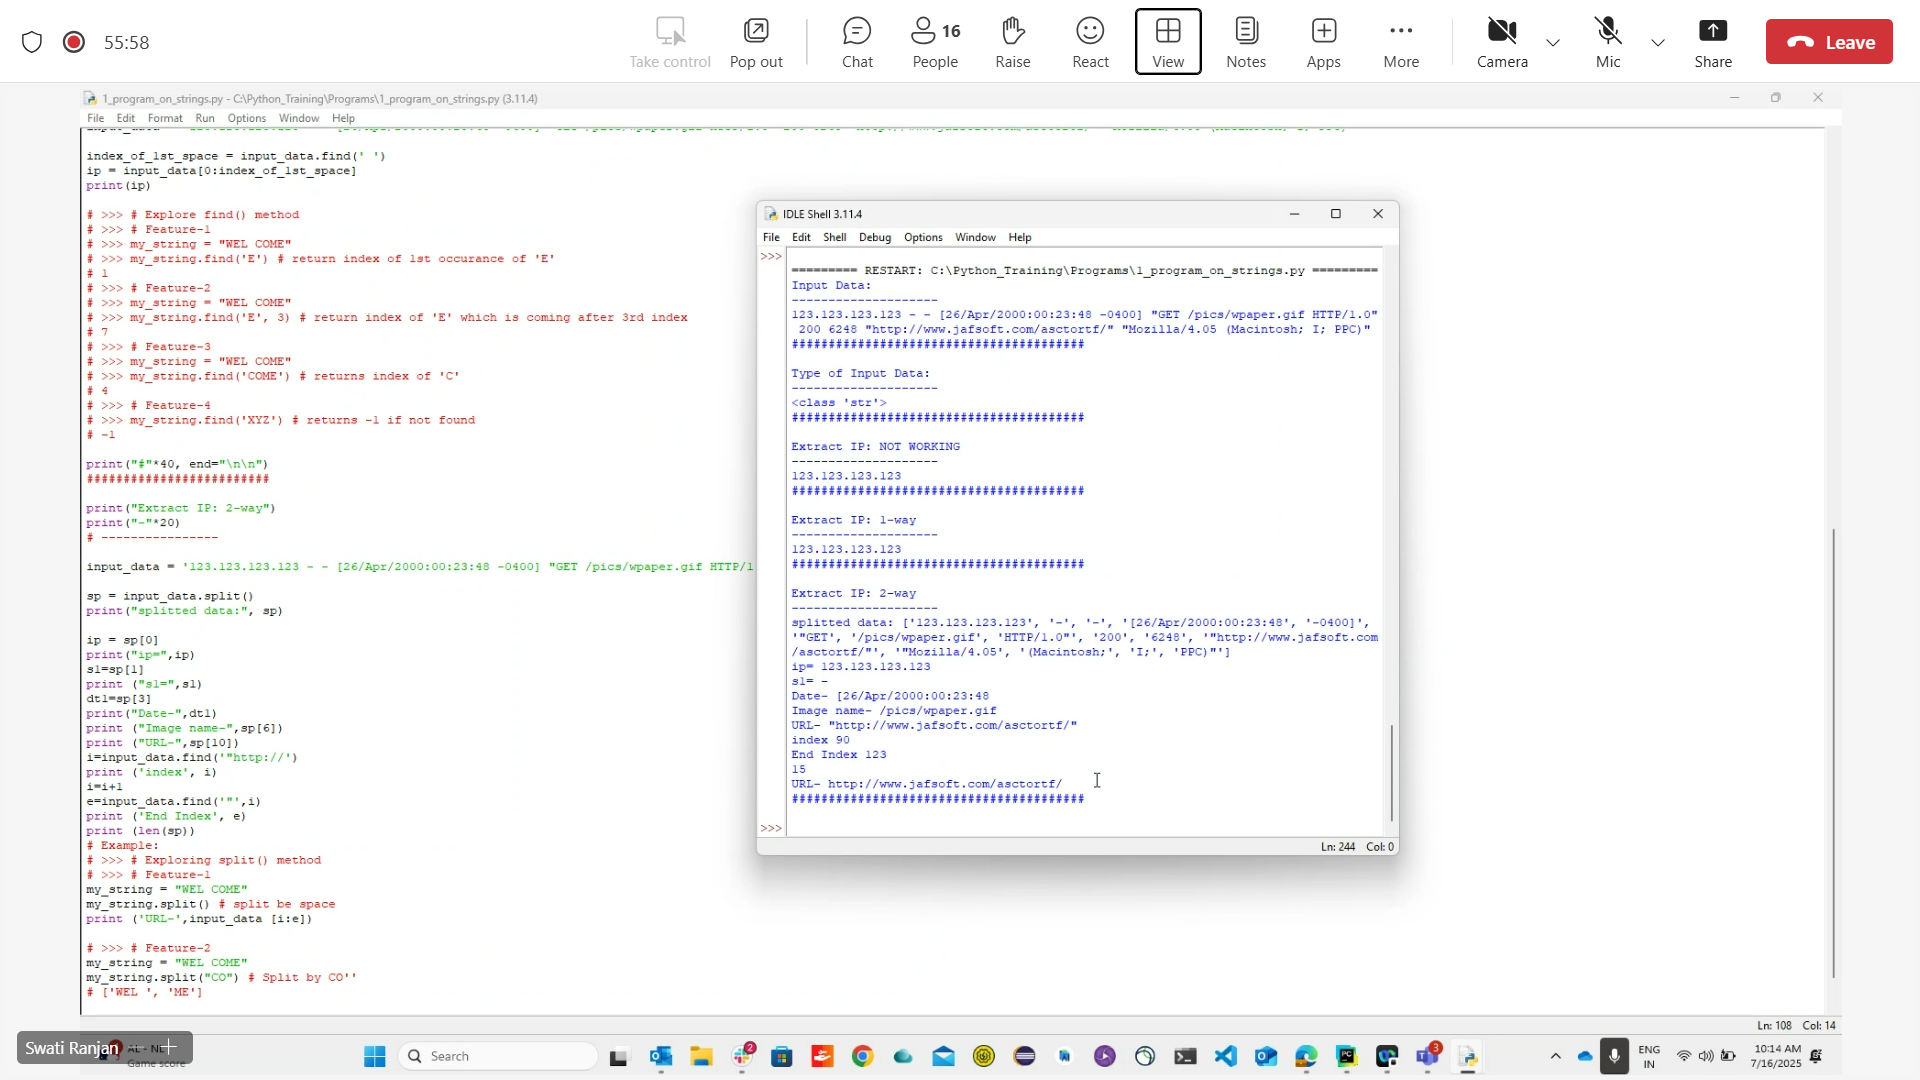 55:58
Take control
Pop out
Chat
16
People
Raise
React
View
Notes
Apps
More
Camera
Mic
Share
Leave
1_program_on_strings.py - C:\Python_Training\Programs\1_program_on_strings.py (3.11.4)
File Edit Format Run Options Window Help
index_of_1st_space = input_data.find(' ')
ip = input_data[0:index_of_1st_space]
print(ip)
# >>> # Explore find() method
# >>> # Feature-1
# >>> my_string = "WEL COME"
# >>> my_string.find('E') # return index of 1st occurance of 'E'
# 1
# >>> # Feature-2
# >>> my_string = "WEL COME"
# >>> my_string.find('E', 3) # return index of 'E' which is coming after 3rd index
# 7
# >>> # Feature-3
# >>> my_string = "WEL COME"
# >>> my_string.find('COME') # returns index of 'C'
# 4
# >>> # Feature-4
# >>> my_string.find('XYZ') # returns -1 if not found
# -1
print("#"*40, end="\n\n")
#########################
print("Extract IP: 2-way")
print("-"*20)
# ----------------
input_data = '123.123.123.123 - - [26/Apr/2000:00:23:48 -0400] "GET /pics/wpaper.gif HTTP/1
sp = input_data.split()
print("splitted data:", sp)
ip = sp[0]
print("ip=",ip)
s1=sp[1]
print ("s1=",s1)
dt1=sp[3]
print("Date-",dt1)
print ("Image name-",sp[6])
print ("URL-",sp[10])
i=input_data.find('"http://')
print ('index', i)
i=i+1
e=input_data.find('"',i)
print ('End Index', e)
print (len(sp))
# Example:
# >>> # Exploring split() method
# >>> # Feature-1
my_string = "WEL COME"
my_string.split() # split be space
print ('URL-',input_data [i:e])
# >>> # Feature-2
my_string = "WEL COME"
my_string.split("CO") # Split by CO''
# ['WEL ', 'ME']
IDLE Shell 3.11.4
File Edit Shell Debug Options Window Help
>>>
========= RESTART: C:\Python_Training\Programs\1_program_on_strings.py =========
Input Data:
--------------------
123.123.123.123 - - [26/Apr/2000:00:23:48 -0400] "GET /pics/wpaper.gif HTTP/1.0"
200 6248 "http://www.jafsoft.com/asctortf/" "Mozilla/4.05 (Macintosh; I; PPC)"
########################################
Type of Input Data:
--------------------
<class 'str'>
########################################
Extract IP: NOT WORKING
--------------------
123.123.123.123
########################################
Extract IP: 1-way
--------------------
123.123.123.123
########################################
Extract IP: 2-way
--------------------
splitted data: ['123.123.123.123', '-', '-', '[26/Apr/2000:00:23:48', '-0400]',
'"GET', '/pics/wpaper.gif', 'HTTP/1.0"', '200', '6248', '"http://www.jafsoft.com
/asctortf/"', '"Mozilla/4.05', '(Macintosh;', 'I;', 'PPC)"']
ip= 123.123.123.123
s1= -
Date- [26/Apr/2000:00:23:48
Image name- /pics/wpaper.gif
URL- "http://www.jafsoft.com/asctortf/"
index 90
End Index 123
15
URL- http://www.jafsoft.com/asctortf/
########################################
>>>
Ln: 244 Col: 0
Ln: 108 Col: 14
Swati Ranjan
Game score
Search
2
3
ENG
IN
10:14 AM
7/16/2025